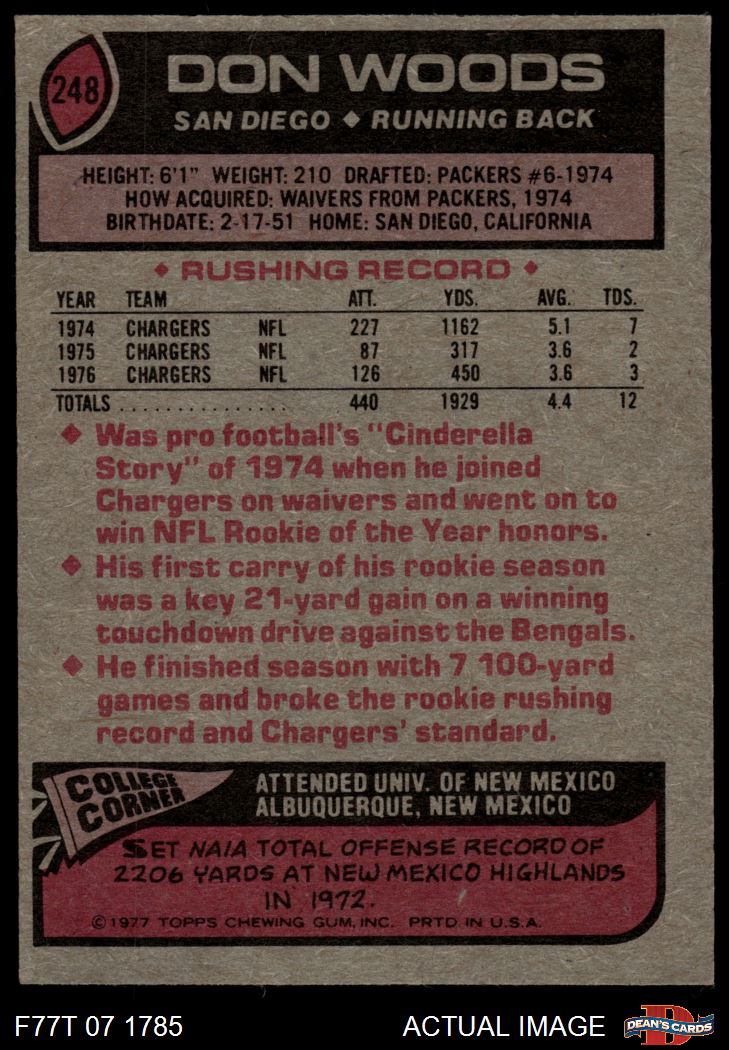 248
DON WOODS
SAN DIEGO ◆ RUNNING BACK
HEIGHT: 6'1" WEIGHT: 210 DRAFTED: PACKERS #6-1974
HOW ACQUIRED: WAIVERS FROM PACKERS, 1974
BIRTHDATE: 2-17-51 HOME: SAN DIEGO, CALIFORNIA
◆ RUSHING RECORD ◆
YEAR TEAM ATT. YDS. AVG. TDS.
1974 CHARGERS NFL 227 1162 5.1 7
1975 CHARGERS NFL 87 317 3.6 2
1976 CHARGERS NFL 126 450 3.6 3
TOTALS ................ 440 1929 4.4 12
◆ Was pro football's "Cinderella
Story" of 1974 when he joined
Chargers on waivers and went on to
win NFL Rookie of the Year honors.
◆ His first carry of his rookie season
was a key 21-yard gain on a winning
touchdown drive against the Bengals.
◆ He finished season with 7 100-yard
games and broke the rookie rushing
record and Chargers' standard.
COLLEGE
CORNER
ATTENDED UNIV. OF NEW MEXICO
ALBUQUERQUE, NEW MEXICO
SET NAIA TOTAL OFFENSE RECORD OF
2206 YARDS AT NEW MEXICO HIGHLANDS
IN 1972.
© 1977 TOPPS CHEWING GUM, INC. PRTD. IN U.S.A.
F77T 07 1785
ACTUAL IMAGE
D
DEAN'S CARDS